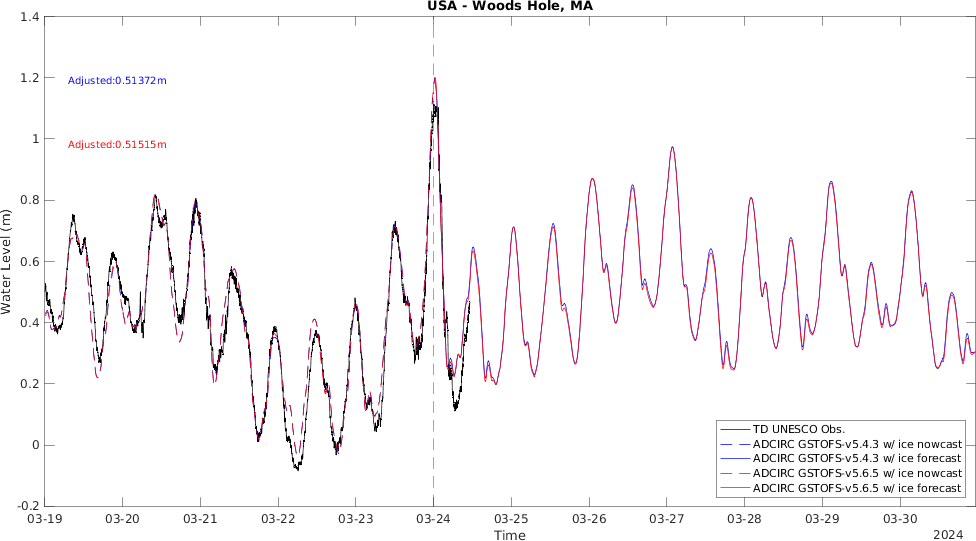 USA - Woods Hole, MA
1.4
1.2
1
0.8
0.6
0.4
0.2
0
-0.2
Water Level (m)
Adjusted:0.51372m
Adjusted:0.51515m
TD UNESCO Obs.
ADCIRC GSTOFS-v5.4.3 w/ ice nowcast
ADCIRC GSTOFS-v5.4.3 w/ ice forecast
ADCIRC GSTOFS-v5.6.5 w/ ice nowcast
ADCIRC GSTOFS-v5.6.5 w/ ice forecast
03-19 03-20 03-21 03-22 03-23 03-24 03-25 03-26 03-27 03-28 03-29 03-30
Time
2024